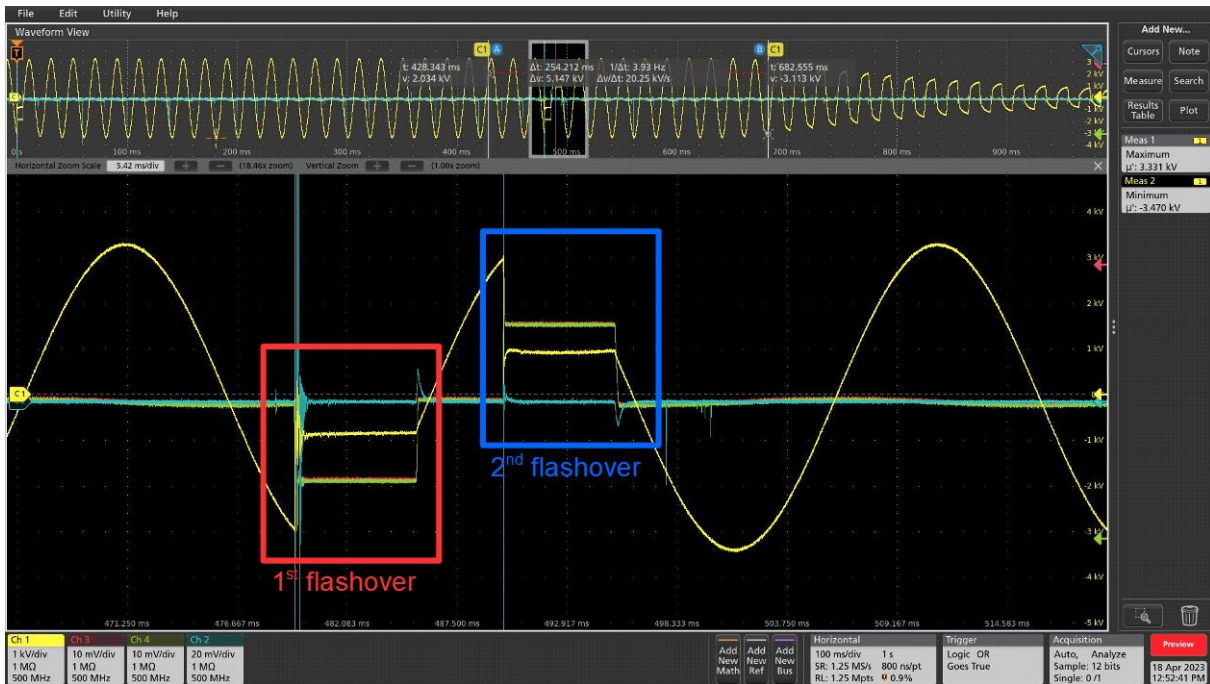 File Edit Utility Help
Waveform View
Add New...
Cursors Note
Measure Search
Results Table Plot
T
C1 A
B C1
t: 428.343 ms Δt: 254.212 ms 1/Δt: 3.93 Hz t: 682.555 ms
v: 2.034 kV Δv: 5.147 kV Δv/Δt: 20.25 kV/s v: -3.113 kV
2 kV
-2 kV
-4 kV
0 s 100 ms 200 ms 300 ms 400 ms 500 ms 600 ms 700 ms 800 ms 900 ms
Horizontal Zoom Scale 5.42 ms/div + − (18.46x zoom) Vertical Zoom + − (1.00x zoom)
Meas 1 1
Maximum
µ': 3.331 kV
Meas 2 1
Minimum
µ': -3.470 kV
4 kV
3 kV
2 kV
1 kV
C1
-1 kV
-2 kV
-3 kV
-4 kV
-5 kV
2nd flashover
1st flashover
471.250 ms 476.667 ms 482.083 ms 487.500 ms 492.917 ms 498.333 ms 503.750 ms 509.167 ms 514.583 ms
Ch 1 Ch 3 Ch 4 Ch 2
1 kV/div 10 mV/div 10 mV/div 20 mV/div
1 MΩ 1 MΩ 1 MΩ 1 MΩ
500 MHz 500 MHz 500 MHz 500 MHz
Add New Math
Add New Ref
Add New Bus
Horizontal
100 ms/div 1 s
SR: 1.25 MS/s 800 ns/pt
RL: 1.25 Mpts 0.9%
Trigger
Logic OR
Goes True
Acquisition
Auto, Analyze
Sample: 12 bits
Single: 0 /1
Preview
18 Apr 2023
12:52:41 PM